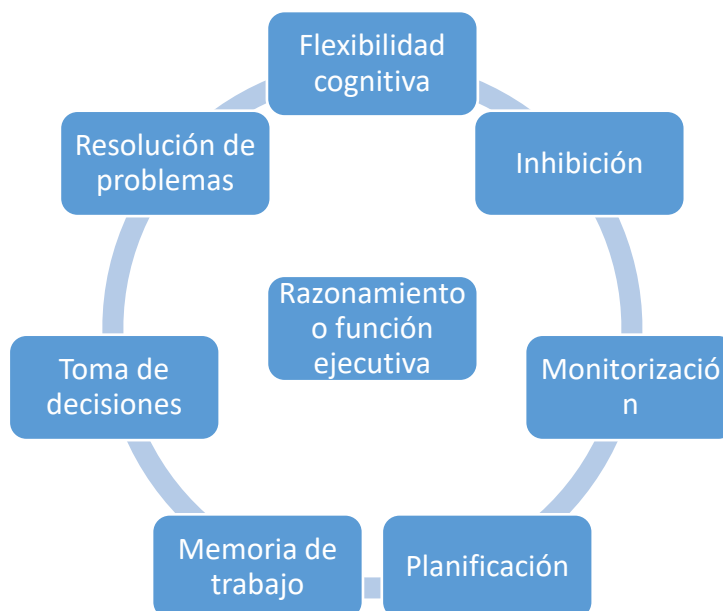 Flexibilidad
cognitiva
Inhibición
Monitorizació
n
Planificación
Memoria de
trabajo
Toma de
decisiones
Resolución de
problemas
Razonamiento
o función
ejecutiva